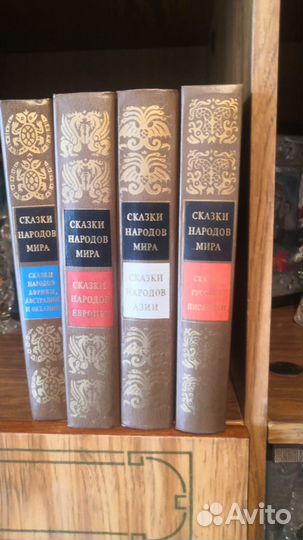 СКАЗКИ
НАРОДОВ
МИРА
СКАЗКИ
НАРОДОВ
АФРИКИ,
АВСТРАЛИИ
И ОКЕАНИИ
СКАЗКИ
НАРОДОВ
МИРА
СКАЗКИ
НАРОДОВ
ЕВРОПЫ
СКАЗКИ
НАРОДОВ
МИРА
СКАЗКИ
НАРОДОВ
АЗИИ
СКАЗКИ
НАРОДОВ
МИРА
Avito